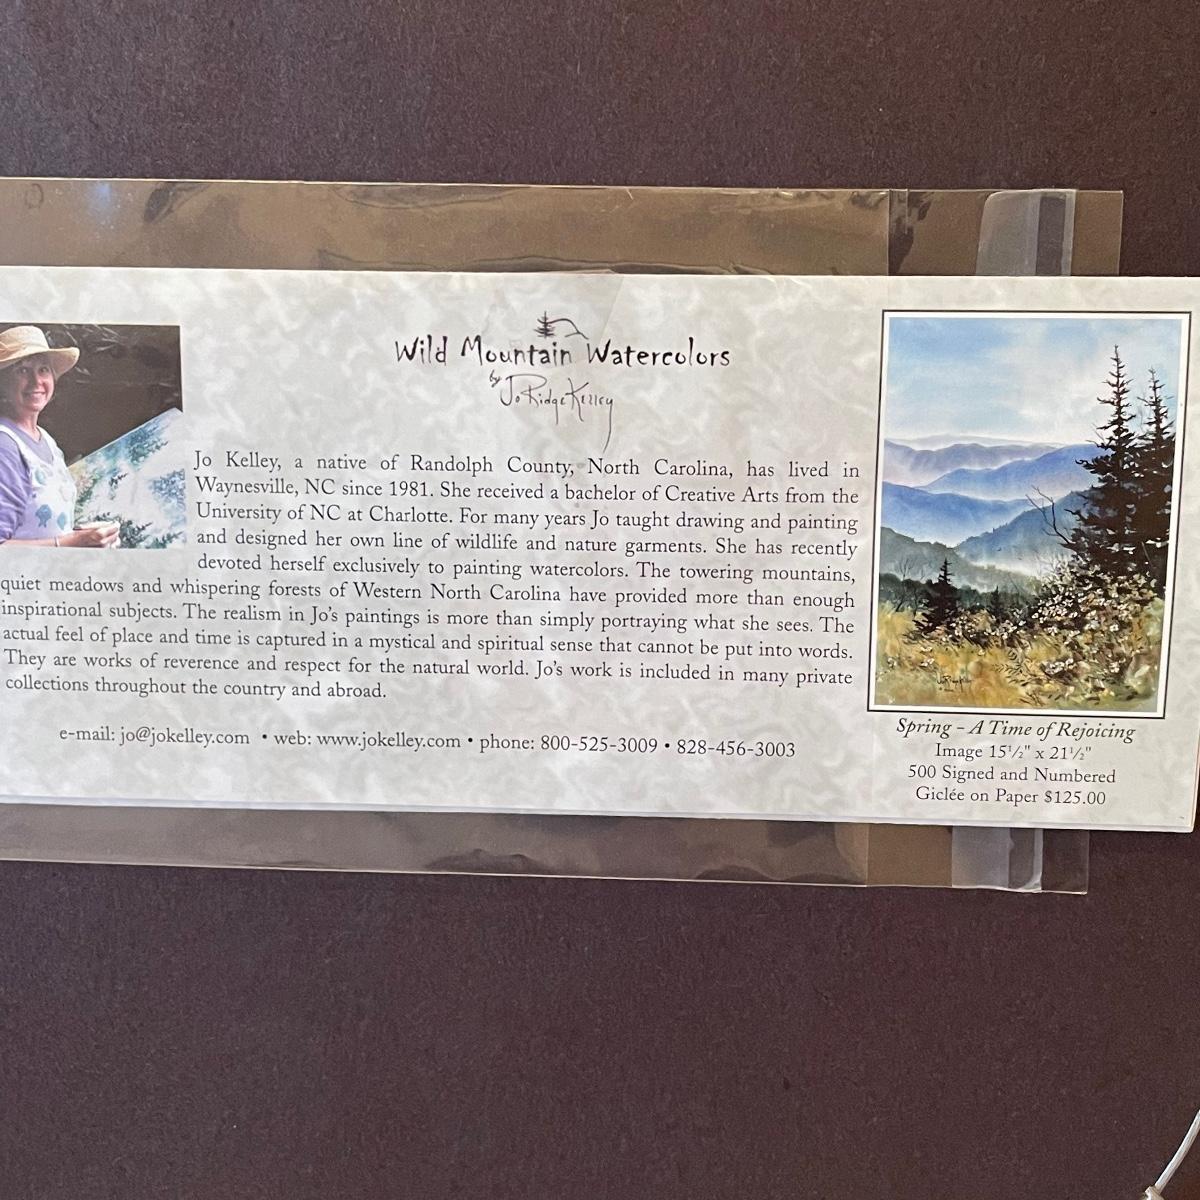 Wild Mountain Watercolors
by Jo Ridge Kelley
Jo Kelley, a native of Randolph County, North Carolina, has lived in
Waynesville, NC since 1981. She received a bachelor of Creative Arts from the
University of NC at Charlotte. For many years Jo taught drawing and painting
and designed her own line of wildlife and nature garments. She has recently
devoted herself exclusively to painting watercolors. The towering mountains,
quiet meadows and whispering forests of Western North Carolina have provided more than enough
inspirational subjects. The realism in Jo's paintings is more than simply portraying what she sees. The
actual feel of place and time is captured in a mystical and spiritual sense that cannot be put into words.
They are works of reverence and respect for the natural world. Jo's work is included in many private
collections throughout the country and abroad.
e-mail: jo@jokelley.com • web: www.jokelley.com • phone: 800-525-3009 • 828-456-3003
Spring – A Time of Rejoicing
Image 15½" x 21½"
500 Signed and Numbered
Giclée on Paper $125.00